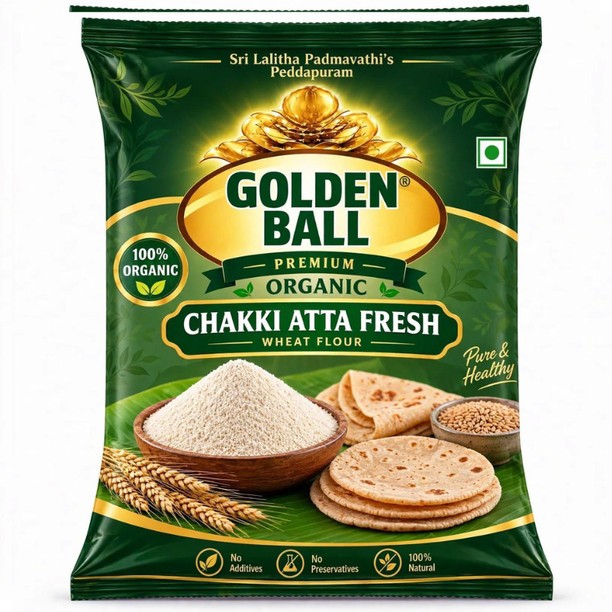 Sri Lalitha Padmavathi's
Peddapuram
GOLDEN®
BALL
PREMIUM
ORGANIC
100%
ORGANIC
CHAKKI ATTA FRESH
WHEAT FLOUR
Pure &
Healthy
No
Additives
No
Preservatives
100%
Natural